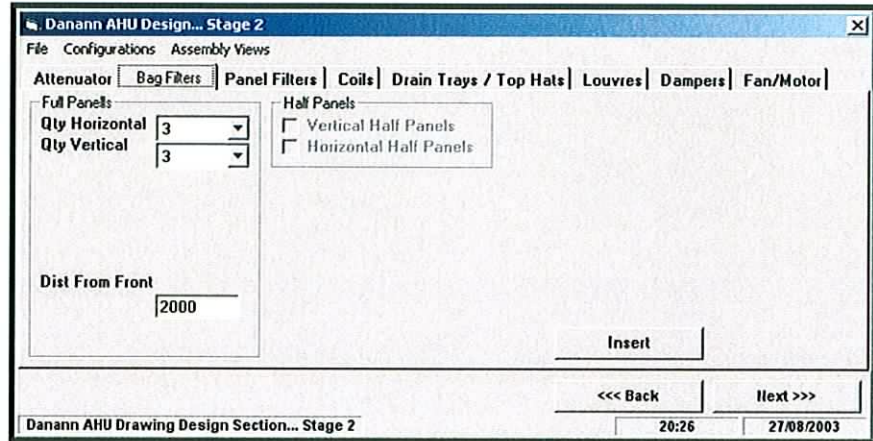 Danann AHU Design... Stage 2
File Configurations Assembly Views
Attenuator Bag Filters Panel Filters Coils Drain Trays / Top Hats Louvres Dampers Fan/Motor
Full Panells
Qty Horizontal 3
Qty Vertical 3
Dist From Front
2000
Half Panels
Vertical Half Panels
Horizontal Half Panels
Insert
<<< Back Next >>>
Danann AHU Drawing Design Section... Stage 2 20:26 27/08/2003